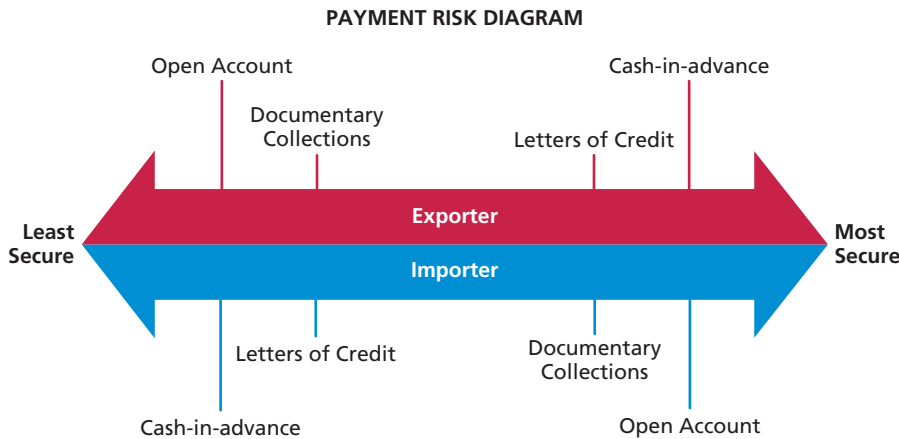 PAYMENT RISK DIAGRAM
Open Account
Cash-in-advance
Documentary
Collections
Letters of Credit
Exporter
Least
Secure
Most
Secure
Importer
Letters of Credit
Documentary
Collections
Cash-in-advance
Open Account